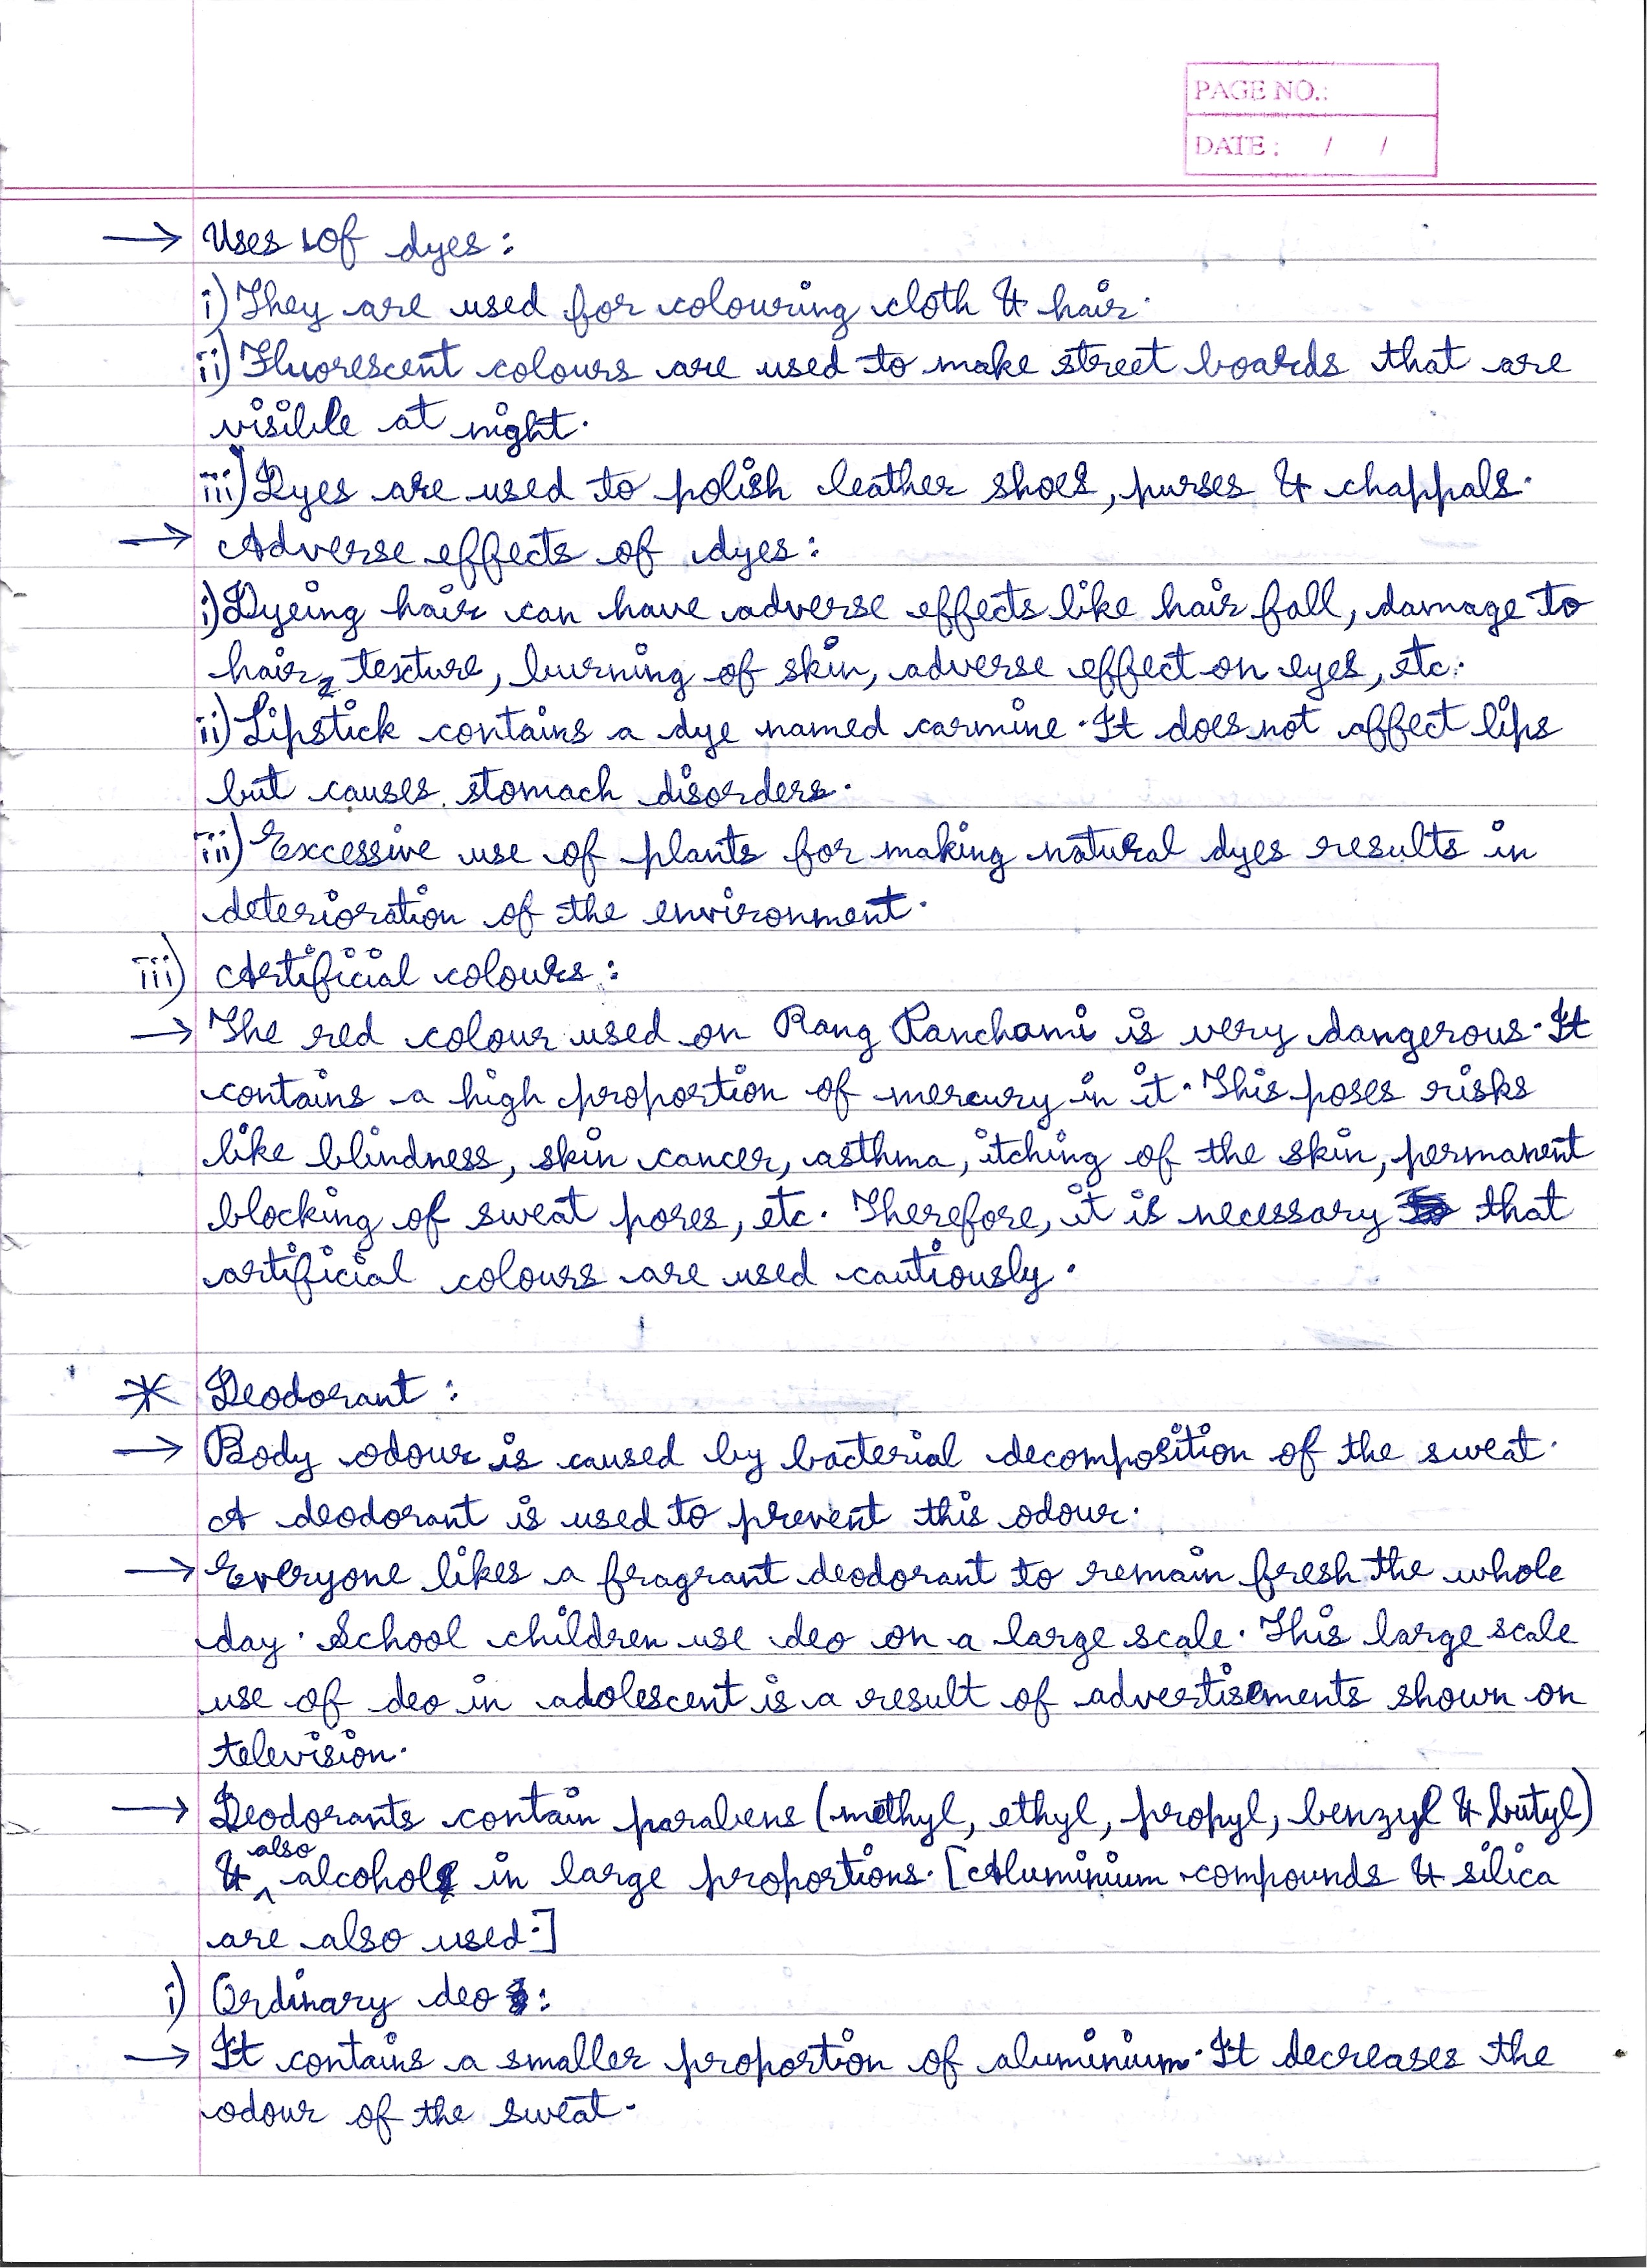 PAGE NO.:
DATE: / /
→ Uses of dyes:
i) They are used for colouring cloth & hair.
ii) Fluorescent colours are used to make street boards that are
visible at night.
iii) Dyes are used to polish leather shoes, purses & chappals.
→ Adverse effects of dyes:
i) Dyeing hair can have adverse effects like hair fall, damage to
hair texture, burning of skin, adverse effect on eyes, etc.
ii) Lipstick contains a dye named carmine. It does not affect lips
but causes stomach disorders.
iii) Excessive use of plants for making natural dyes results in
deterioration of the environment.
iii) Artificial colours:
→ The red colour used on Rang Panchami is very dangerous. It
contains a high proportion of mercury in it. This poses risks
like blindness, skin cancer, asthma, itching of the skin, permanent
blocking of sweat pores, etc. Therefore, it is necessary that
artificial colours are used cautiously.
* Deodorant:
→ Body odour is caused by bacterial decomposition of the sweat.
A deodorant is used to prevent this odour.
→ Everyone likes a fragrant deodorant to remain fresh the whole
day. School children use deo on a large scale. This large scale
use of deo in adolescent is a result of advertisements shown on
television.
→ Deodorants contain parabens (methyl, ethyl, propyl, benzyl & butyl)
& also alcohol in large proportions. [Aluminium compounds & silica
are also used.]
i) Ordinary deo:
→ It contains a smaller proportion of aluminium. It decreases the
odour of the sweat.